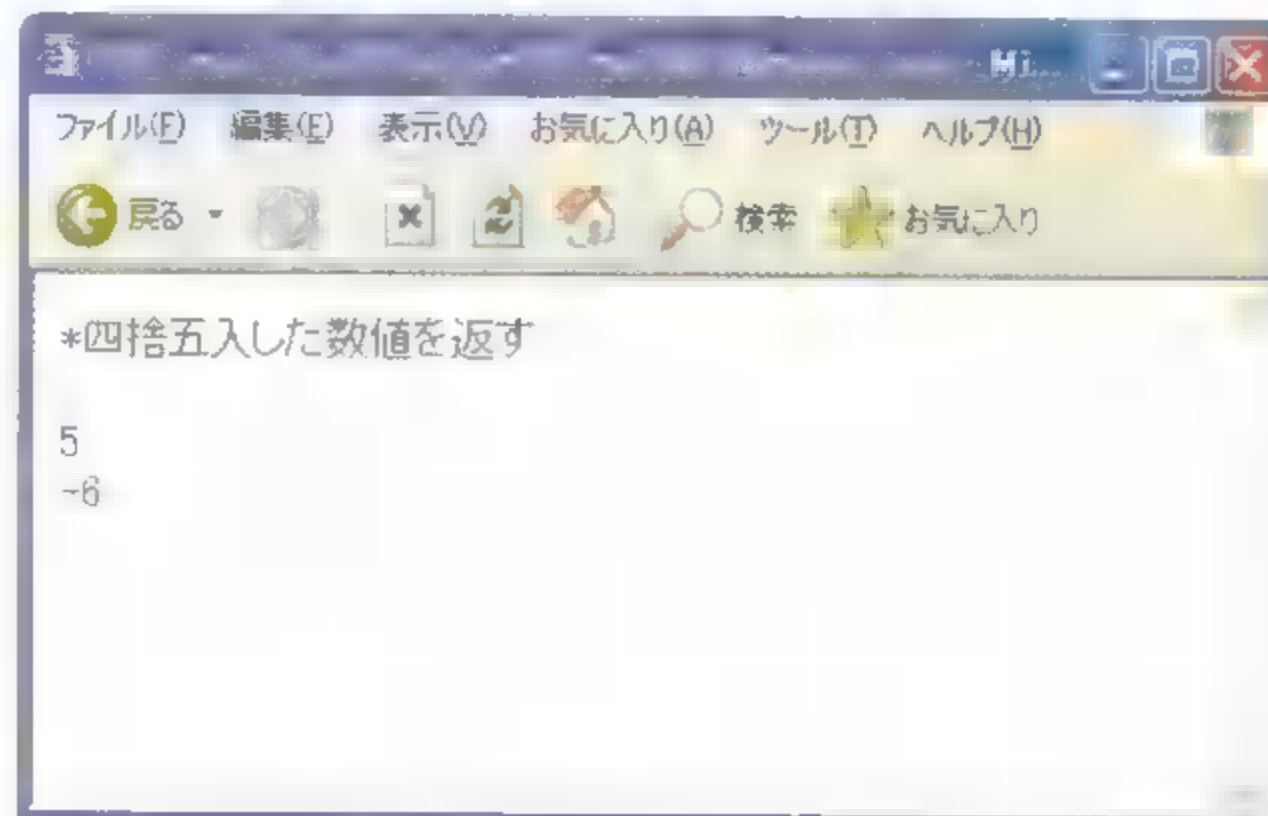 Mi...
ファイル(F) 編集(E) 表示(V) お気に入り(A) ツール(T) ヘルプ(H)
戻る 検索 お気に入り
*四捨五入した数値を返す
5
-6